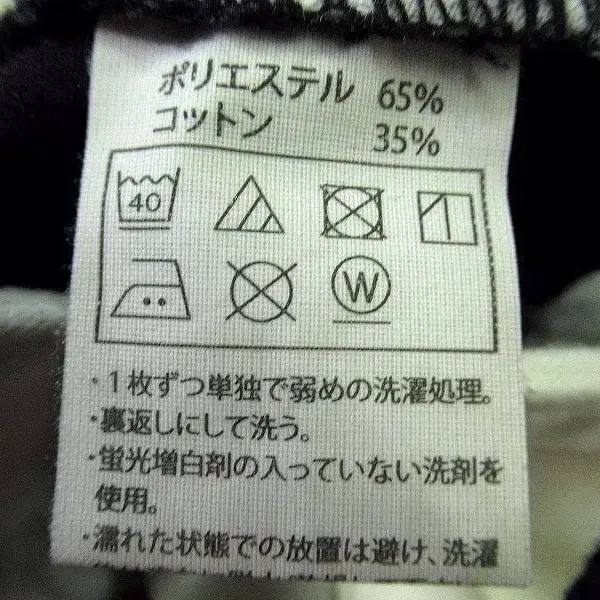 ポリエステル 65%
コットン 35%
40
W
・1枚ずつ単独で弱めの洗濯処理。
・裏返しにして洗う。
・蛍光増白剤の入っていない洗剤を
使用。
・濡れた状態での放置は避け、洗濯